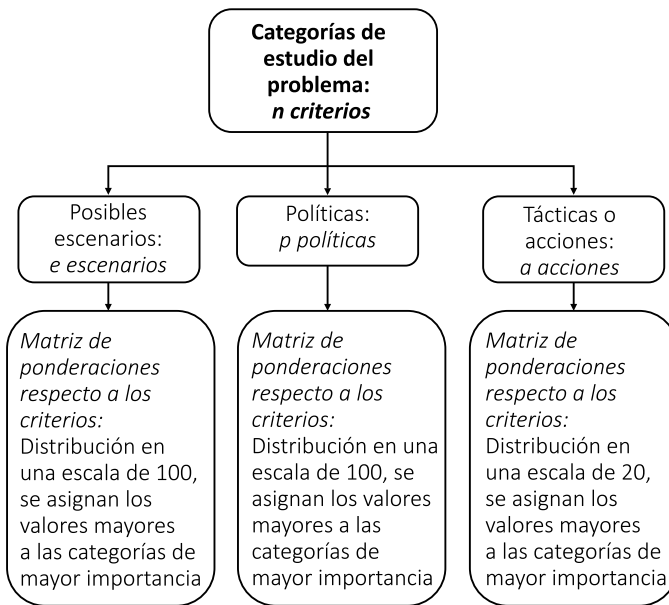 Categorías de
estudio del
problema:
n criterios
Posibles
escenarios:
e escenarios
Políticas:
p políticas
Tácticas o
acciones:
a acciones
Matriz de
ponderaciones
respecto a los
criterios:
Distribución en
una escala de 100,
se asignan los
valores mayores
a las categorías de
mayor importancia
Matriz de
ponderaciones
respecto a los
criterios:
Distribución en una
escala de 100, se
asignan los valores
mayores a las
categorías de
mayor importancia
Matriz de
ponderaciones
respecto a los
criterios:
Distribución en
una escala de 20,
se asignan los
valores mayores
a las categorías de
mayor importancia